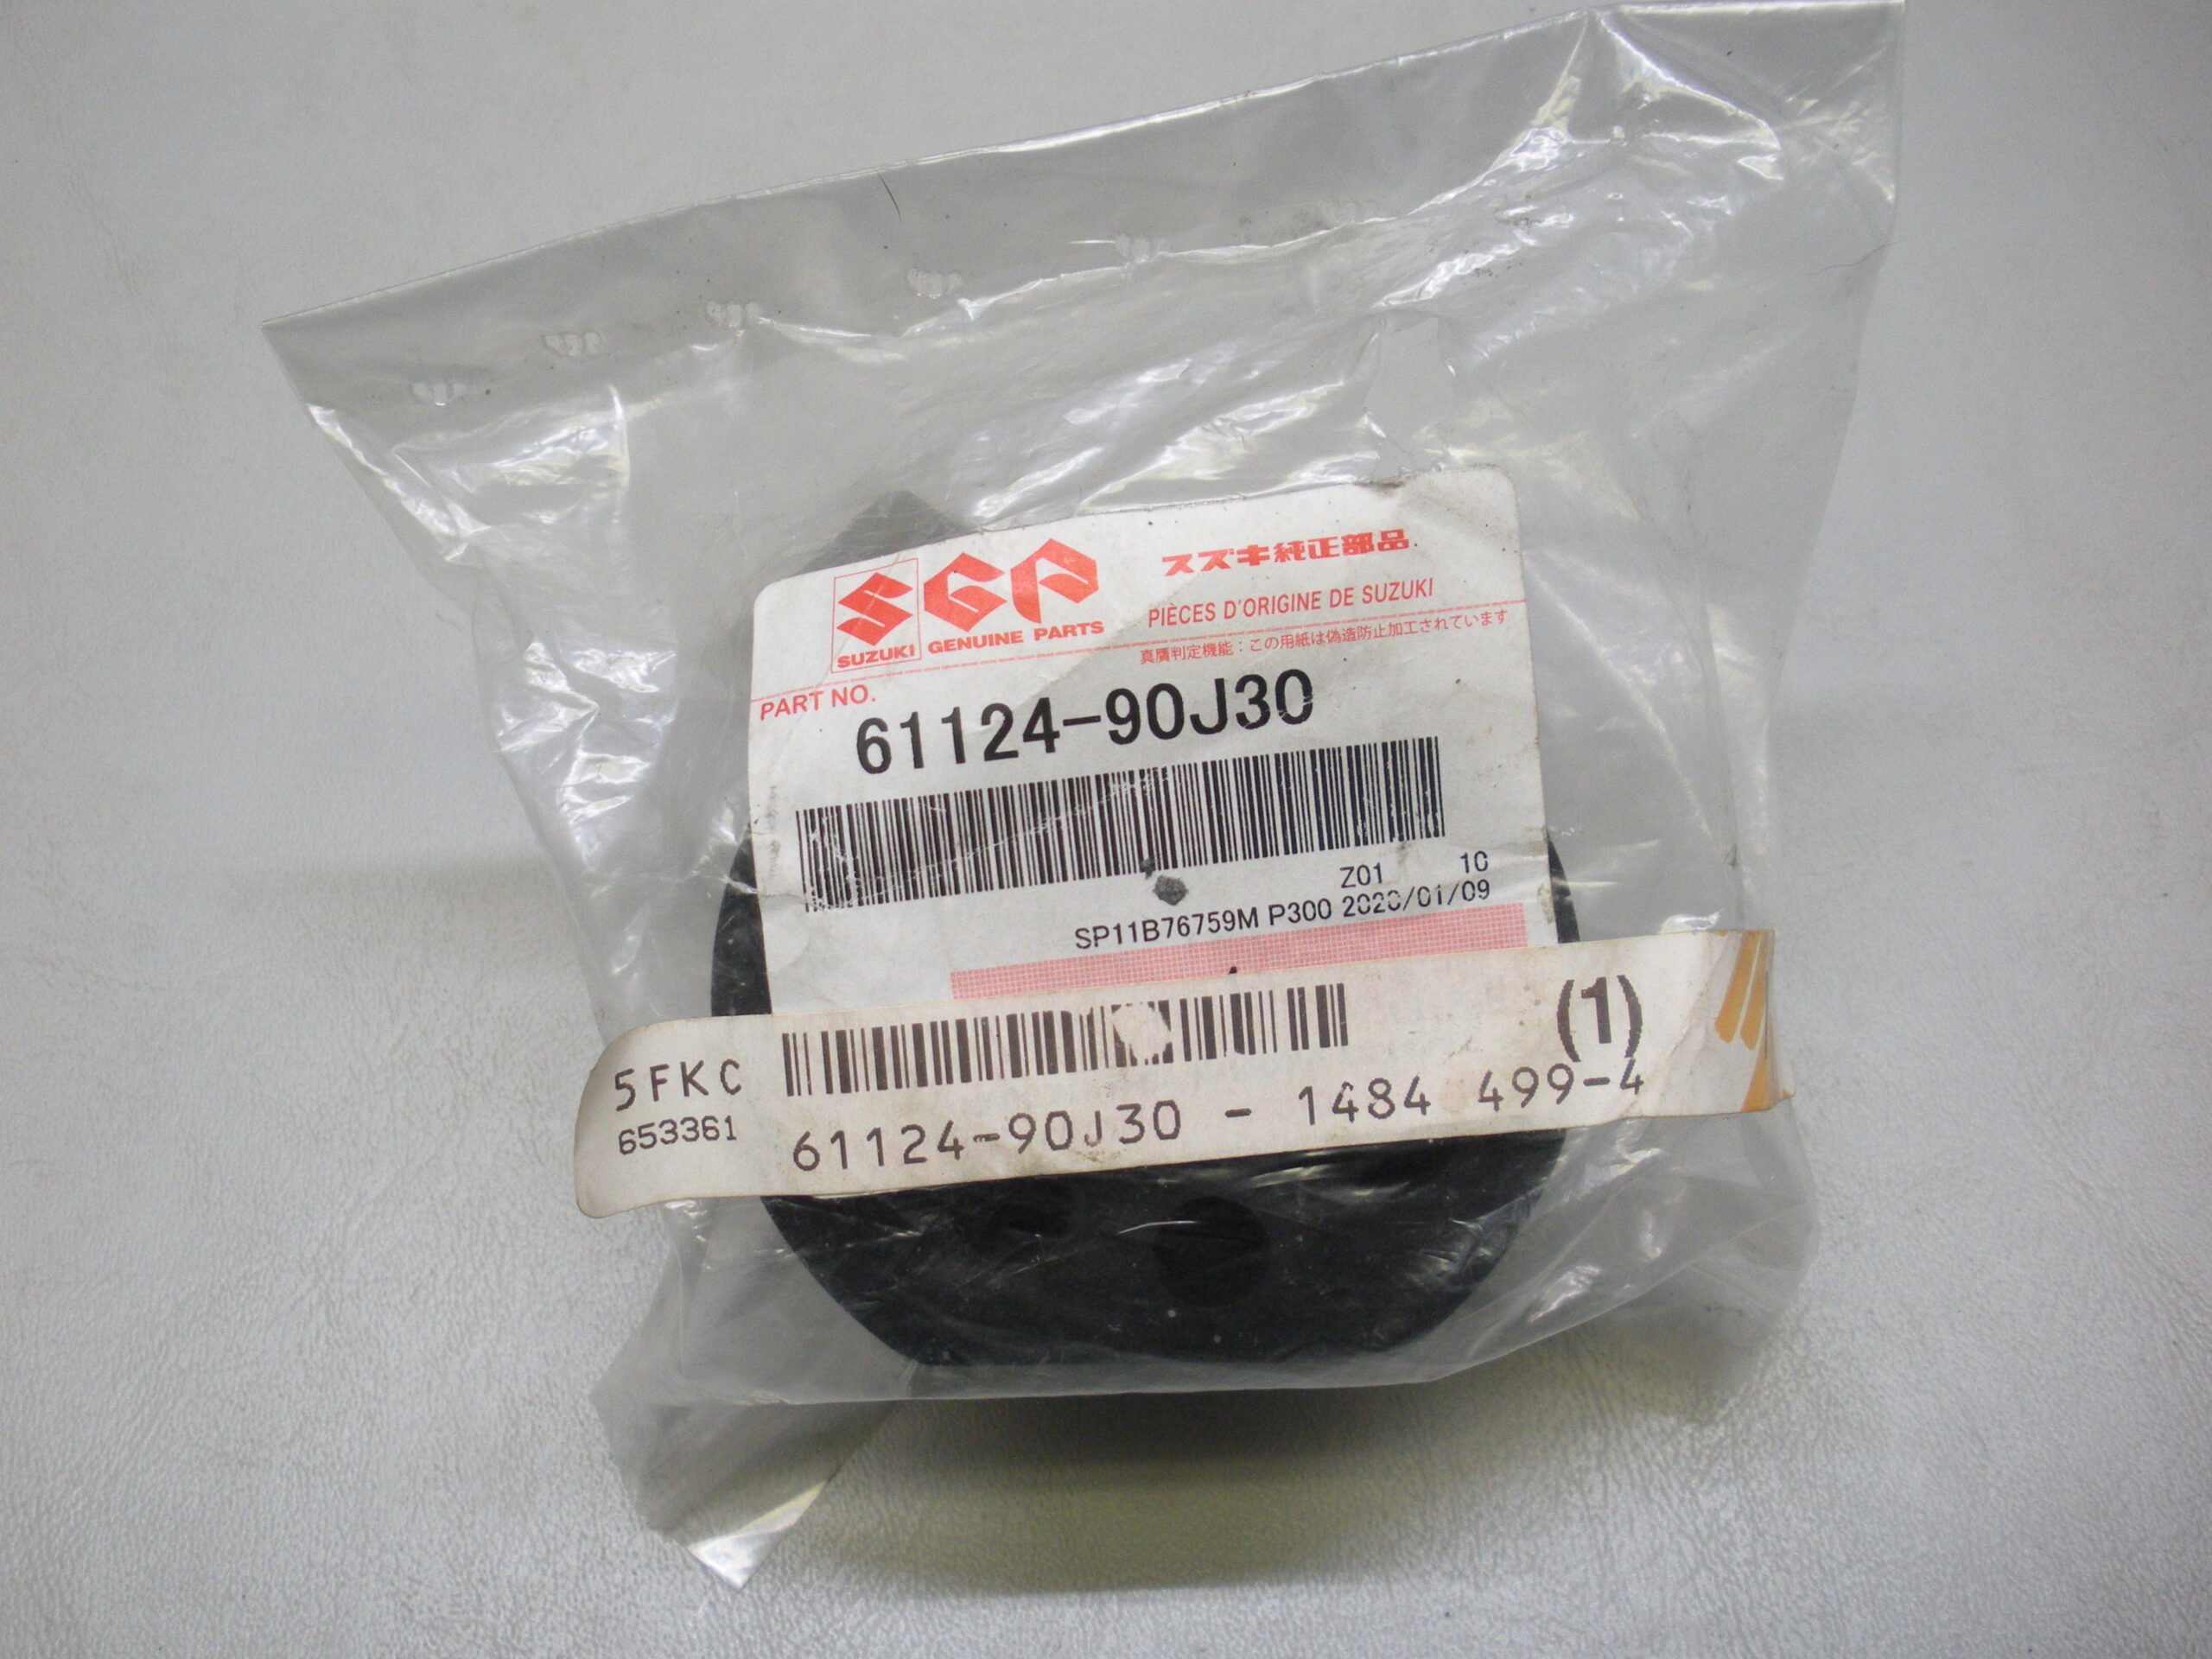 SGP スズキ純正部品
SUZUKI GENUINE PARTS PIÈCES D'ORIGINE DE SUZUKI
真贋判定機能：この用紙は偽造防止加工されています
PART NO.
61124-90J30
Z01 10
SP11B76759M P300 2020/01/09
5FKC (1)
653361 61124-90J30 - 1484 499-4